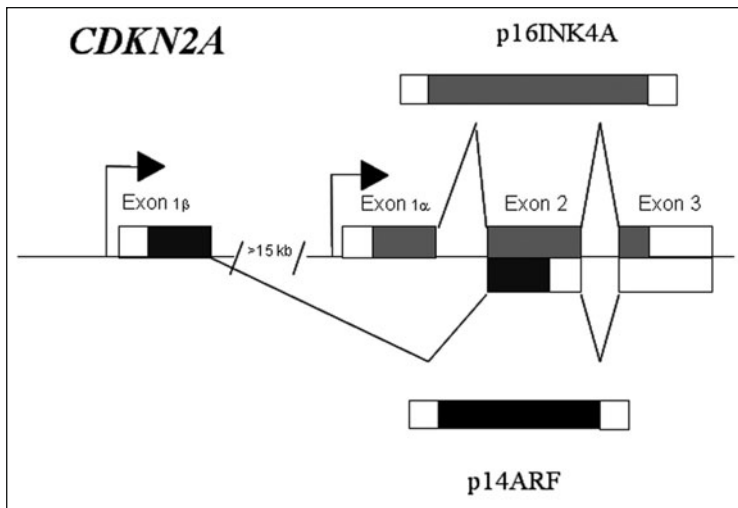 CDKN2A
p16INK4A
Exon 1β
>15 kb
Exon 1α
Exon 2
Exon 3
p14ARF